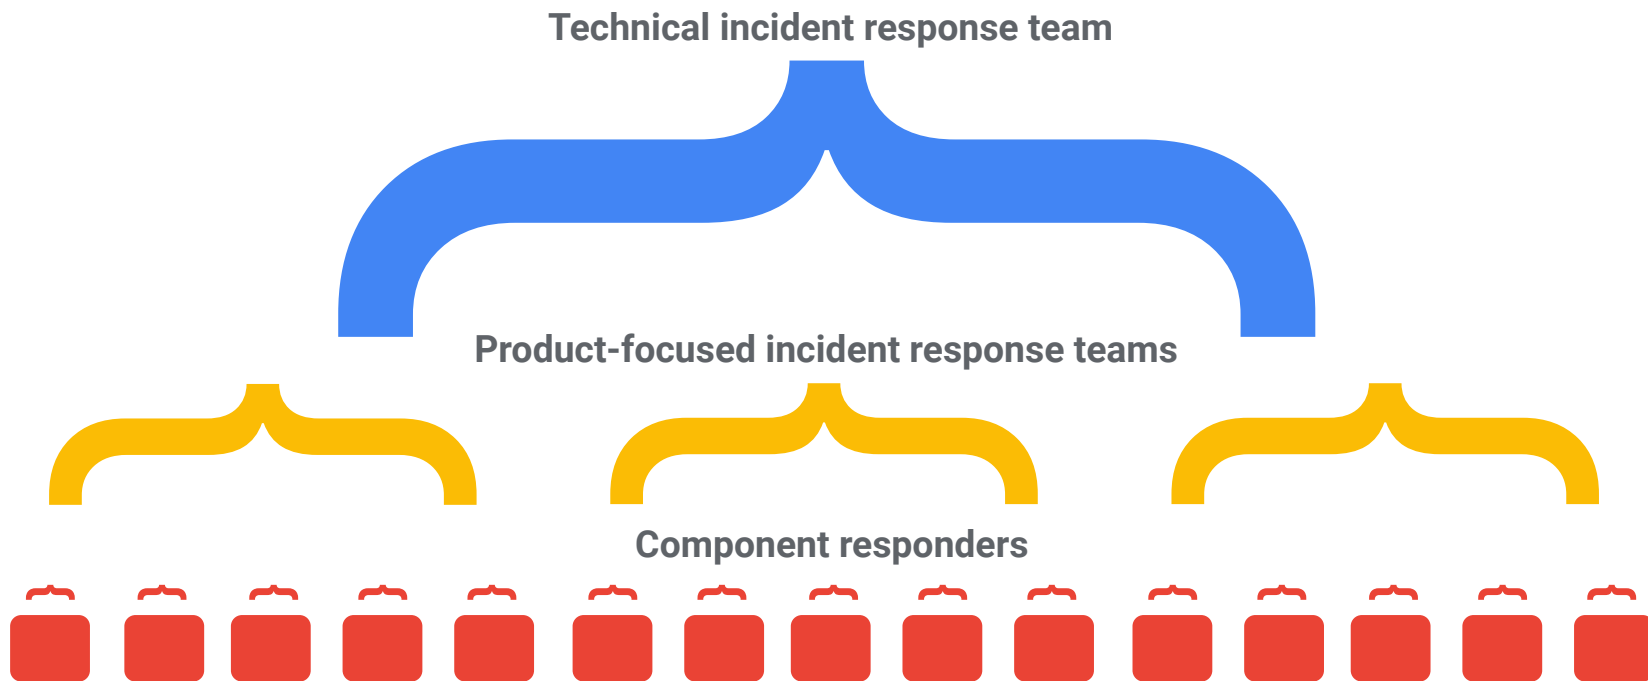 Technical incident response team
Product-focused incident response teams
Component responders